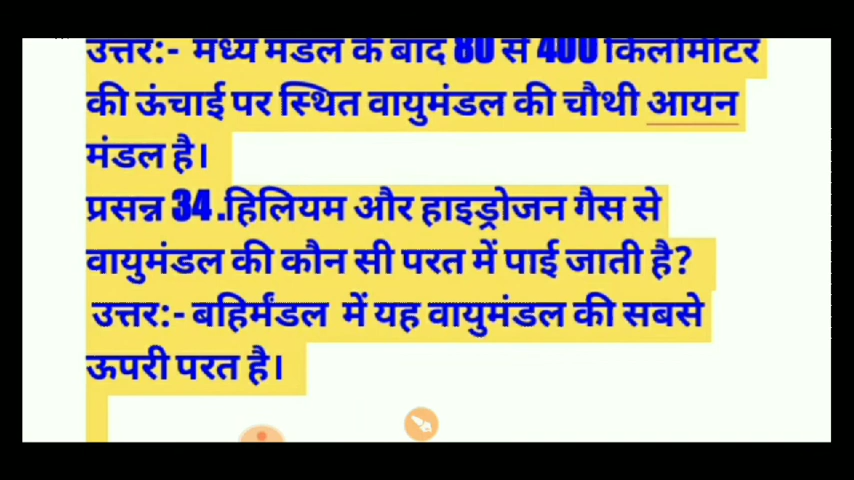 उत्तर:- मध्य मंडल के बाद 80 से 400 किलोमीटर
की ऊंचाई पर स्थित वायुमंडल की चौथी आयन
मंडल है।
प्रसन्न 34 .हिलियम और हाइड्रोजन गैस से
वायुमंडल की कौन सी परत में पाई जाती है?
उत्तर:- बहिर्मंडल में यह वायुमंडल की सबसे
ऊपरी परत है।